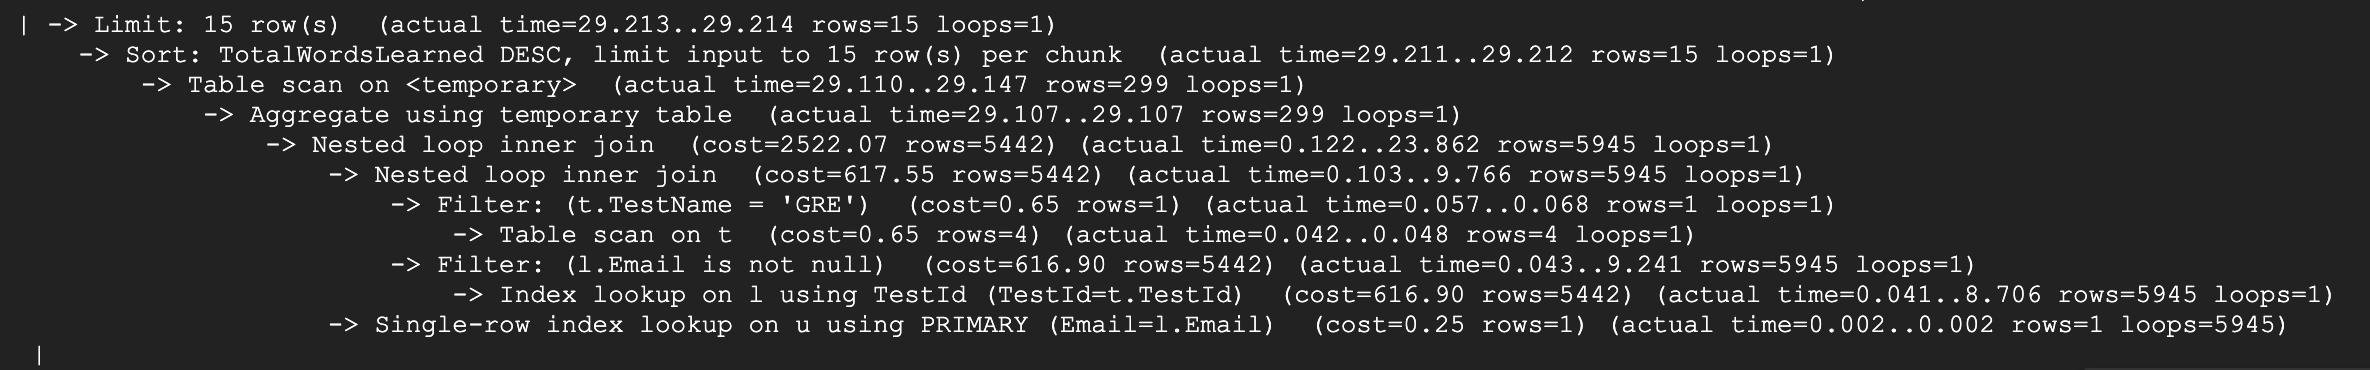 | -> Limit: 15 row(s)  (actual time=29.213..29.214 rows=15 loops=1)
    -> Sort: TotalWordsLearned DESC, limit input to 15 row(s) per chunk  (actual time=29.211..29.212 rows=15 loops=1)
        -> Table scan on <temporary>  (actual time=29.110..29.147 rows=299 loops=1)
            -> Aggregate using temporary table  (actual time=29.107..29.107 rows=299 loops=1)
                -> Nested loop inner join  (cost=2522.07 rows=5442) (actual time=0.122..23.862 rows=5945 loops=1)
                    -> Nested loop inner join  (cost=617.55 rows=5442) (actual time=0.103..9.766 rows=5945 loops=1)
                        -> Filter: (t.TestName = 'GRE')  (cost=0.65 rows=1) (actual time=0.057..0.068 rows=1 loops=1)
                            -> Table scan on t  (cost=0.65 rows=4) (actual time=0.042..0.048 rows=4 loops=1)
                        -> Filter: (l.Email is not null)  (cost=616.90 rows=5442) (actual time=0.043..9.241 rows=5945 loops=1)
                            -> Index lookup on l using TestId (TestId=t.TestId)  (cost=616.90 rows=5442) (actual time=0.041..8.706 rows=5945 loops=1)
                    -> Single-row index lookup on u using PRIMARY (Email=l.Email)  (cost=0.25 rows=1) (actual time=0.002..0.002 rows=1 loops=5945)
|